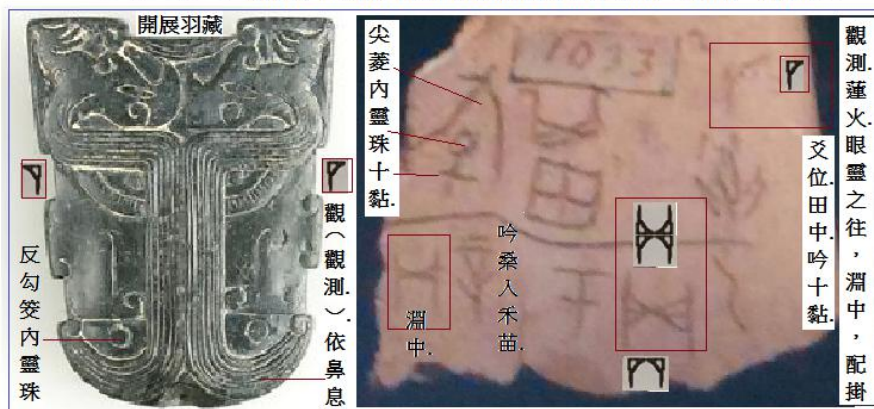 開展羽藏
反勾筊內靈珠
觀（觀測.）.依鼻息
尖菱內靈珠十黏.
1033
觀測.蓮火眼靈之往，淵中，配掛
爻位.田中.吟十黏.
吟桑入禾苗.
淵中.